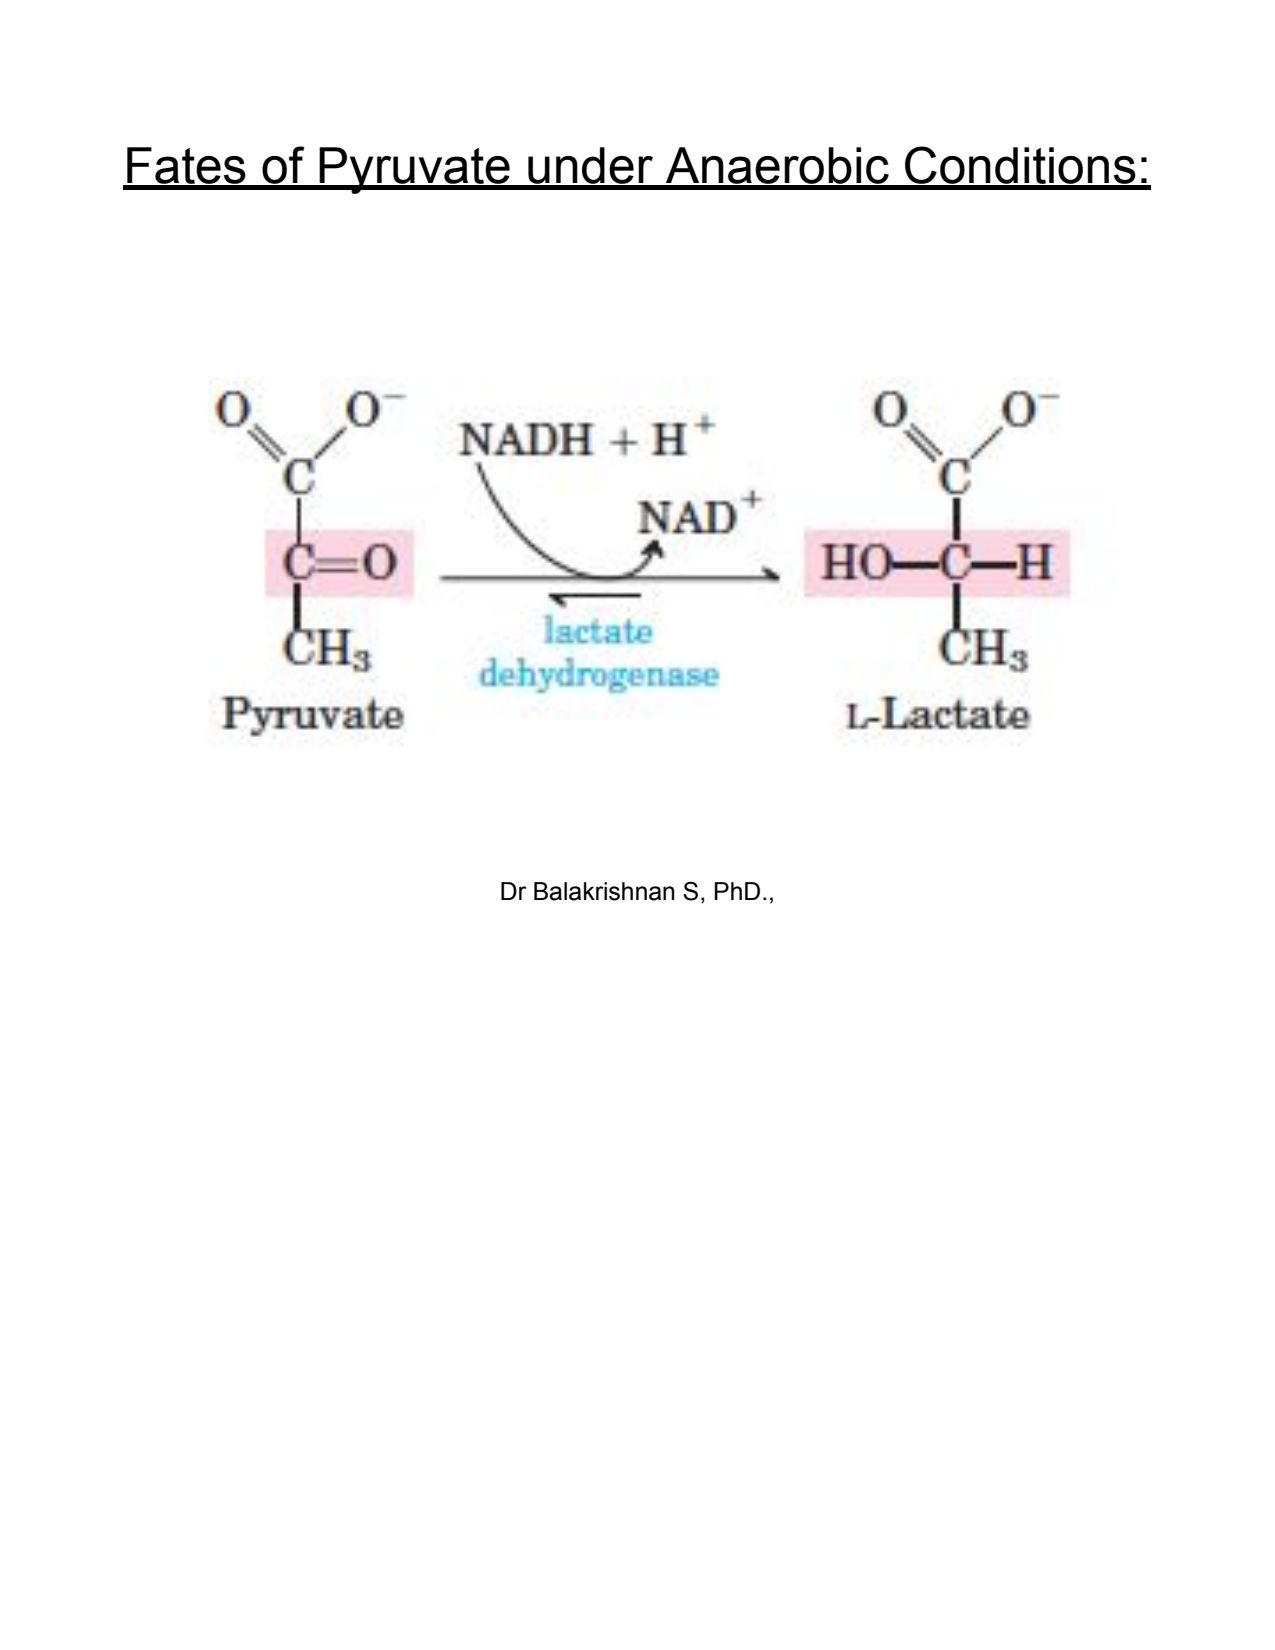 Fates of Pyruvate under Anaerobic Conditions:
O O⁻ O O⁻
NADH + H⁺
C C
NAD⁺
C=O HO—C—H
lactate
CH₃ CH₃
dehydrogenase
Pyruvate L-Lactate
Dr Balakrishnan S, PhD.,